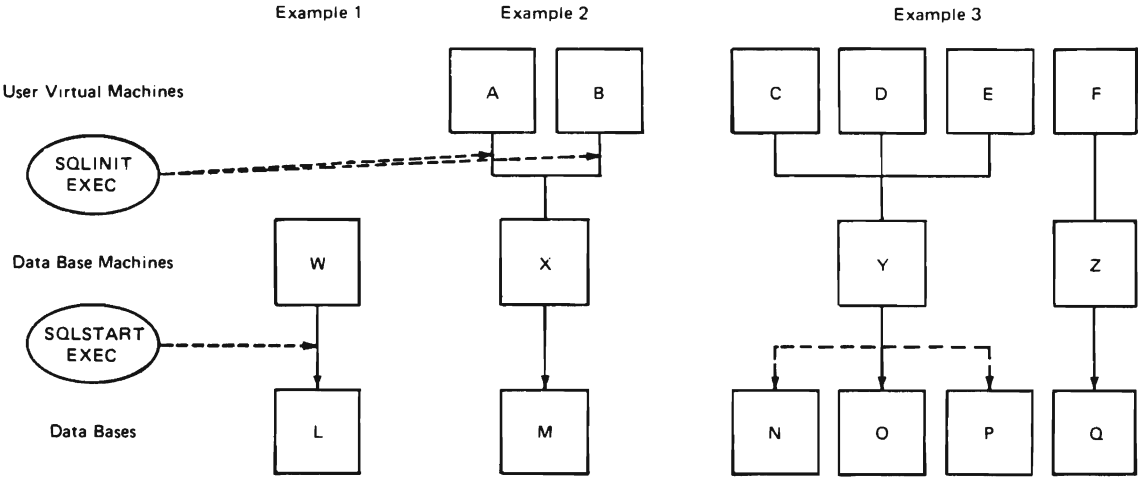 Example 1
Example 2
Example 3
User Virtual Machines
A
B
C
D
E
F
SQLINIT
EXEC
Data Base Machines
W
X
Y
Z
SQLSTART
EXEC
Data Bases
L
M
N
O
P
Q